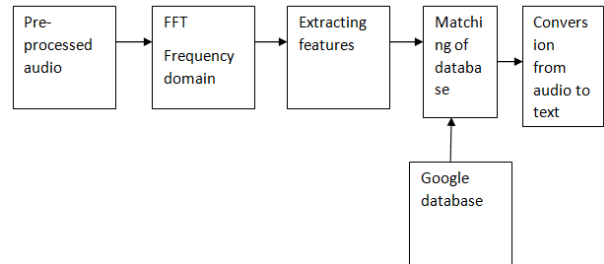 Pre-
processed
audio
FFT
Frequency
domain
Extracting
features
Matchi
ng of
databa
se
Convers
ion
from
audio to
text
Google
database